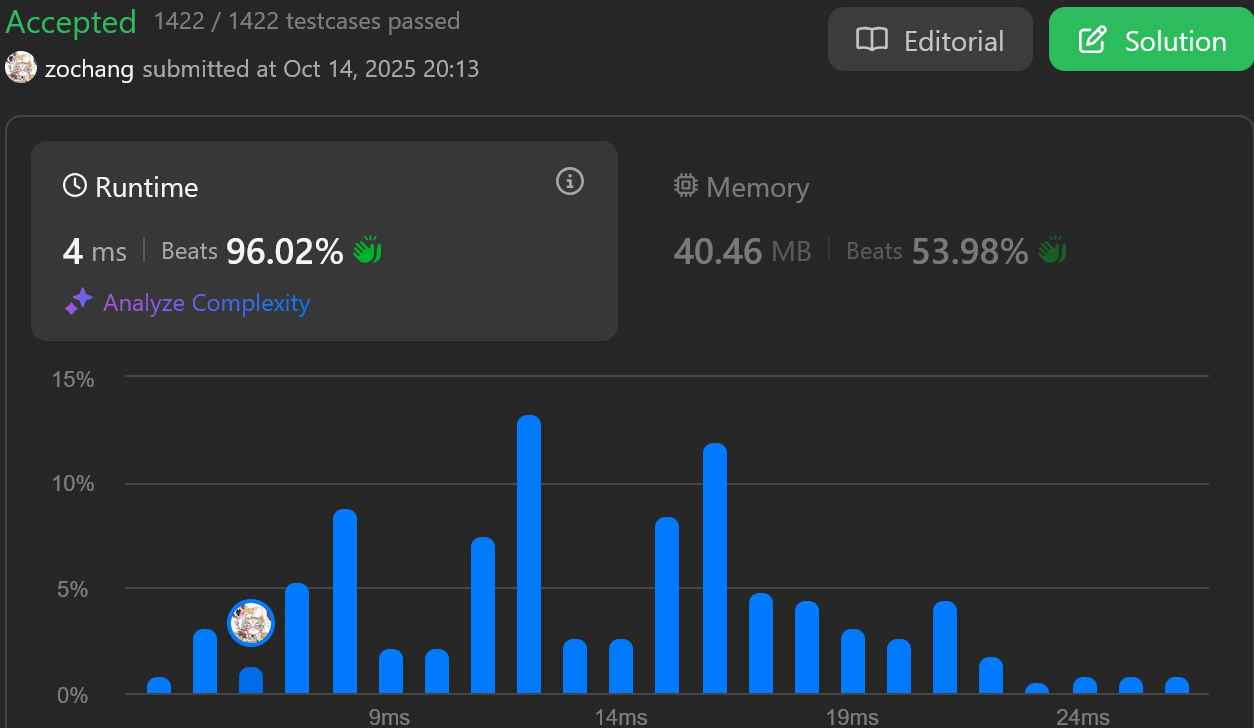 Accepted 1422 / 1422 testcases passed
zochang submitted at Oct 14, 2025 20:13
Editorial
Solution
Runtime
4 ms | Beats 96.02%
Analyze Complexity
Memory
40.46 MB | Beats 53.98%
15%
10%
5%
0%
9ms 14ms 19ms 24ms